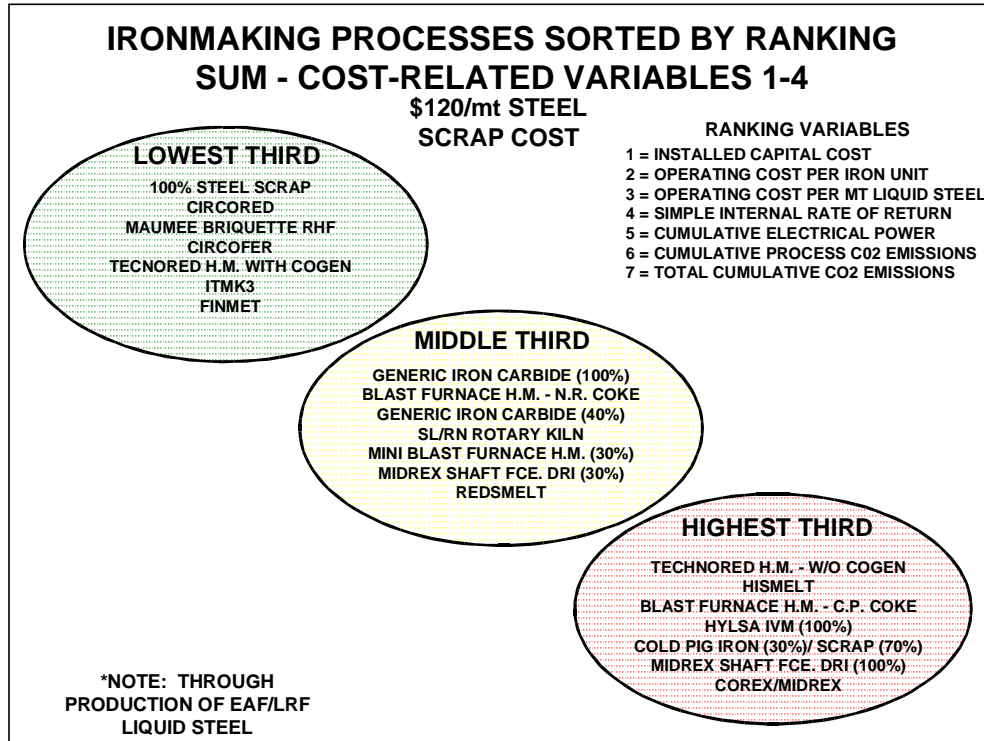 IRONMAKING PROCESSES SORTED BY RANKING
SUM - COST-RELATED VARIABLES 1-4
$120/mt STEEL
SCRAP COST
RANKING VARIABLES
1 = INSTALLED CAPITAL COST
2 = OPERATING COST PER IRON UNIT
3 = OPERATING COST PER MT LIQUID STEEL
4 = SIMPLE INTERNAL RATE OF RETURN
5 = CUMULATIVE ELECTRICAL POWER
6 = CUMULATIVE PROCESS C02 EMISSIONS
7 = TOTAL CUMULATIVE CO2 EMISSIONS
LOWEST THIRD
100% STEEL SCRAP
CIRCORED
MAUMEE BRIQUETTE RHF
CIRCOFER
TECNORED H.M. WITH COGEN
ITMK3
FINMET
MIDDLE THIRD
GENERIC IRON CARBIDE (100%)
BLAST FURNACE H.M. - N.R. COKE
GENERIC IRON CARBIDE (40%)
SL/RN ROTARY KILN
MINI BLAST FURNACE H.M. (30%)
MIDREX SHAFT FCE. DRI (30%)
REDSMELT
HIGHEST THIRD
TECHNORED H.M. - W/O COGEN
HISMELT
BLAST FURNACE H.M. - C.P. COKE
HYLSA IVM (100%)
COLD PIG IRON (30%)/ SCRAP (70%)
MIDREX SHAFT FCE. DRI (100%)
COREX/MIDREX
*NOTE: THROUGH
PRODUCTION OF EAF/LRF
LIQUID STEEL